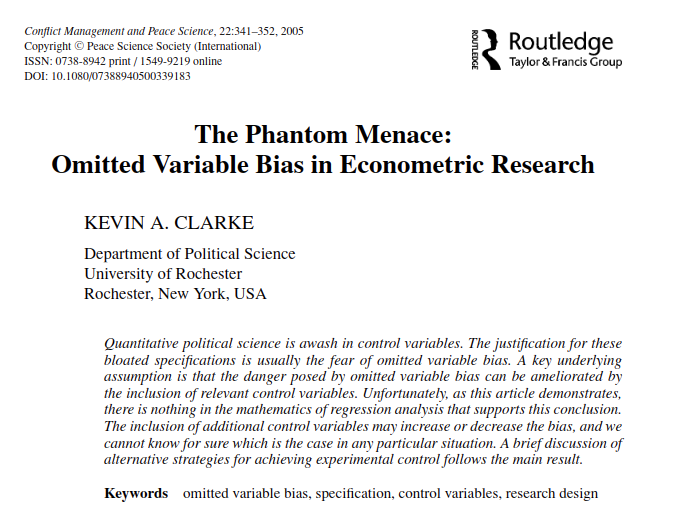 Conflict Management and Peace Science, 22:341–352, 2005
Copyright © Peace Science Society (International)
ISSN: 0738-8942 print / 1549-9219 online
DOI: 10.1080/07388940500339183
ROUTLEDGE
Routledge
Taylor & Francis Group
The Phantom Menace:
Omitted Variable Bias in Econometric Research
KEVIN A. CLARKE
Department of Political Science
University of Rochester
Rochester, New York, USA
Quantitative political science is awash in control variables. The justification for these
bloated specifications is usually the fear of omitted variable bias. A key underlying
assumption is that the danger posed by omitted variable bias can be ameliorated by
the inclusion of relevant control variables. Unfortunately, as this article demonstrates,
there is nothing in the mathematics of regression analysis that supports this conclusion.
The inclusion of additional control variables may increase or decrease the bias, and we
cannot know for sure which is the case in any particular situation. A brief discussion of
alternative strategies for achieving experimental control follows the main result.
Keywords omitted variable bias, specification, control variables, research design